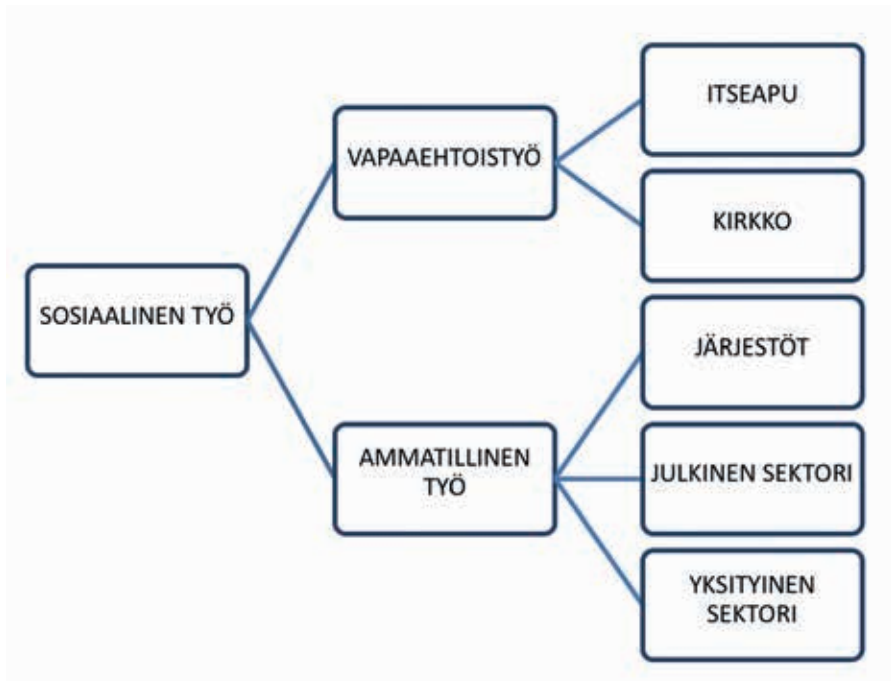 SOSIAALINEN TYÖ
VAPAAEHTOISTYÖ
ITSEAPU
KIRKKO
AMMATILLINEN
TYÖ
JÄRJESTÖT
JULKINEN SEKTORI
YKSITYINEN
SEKTORI